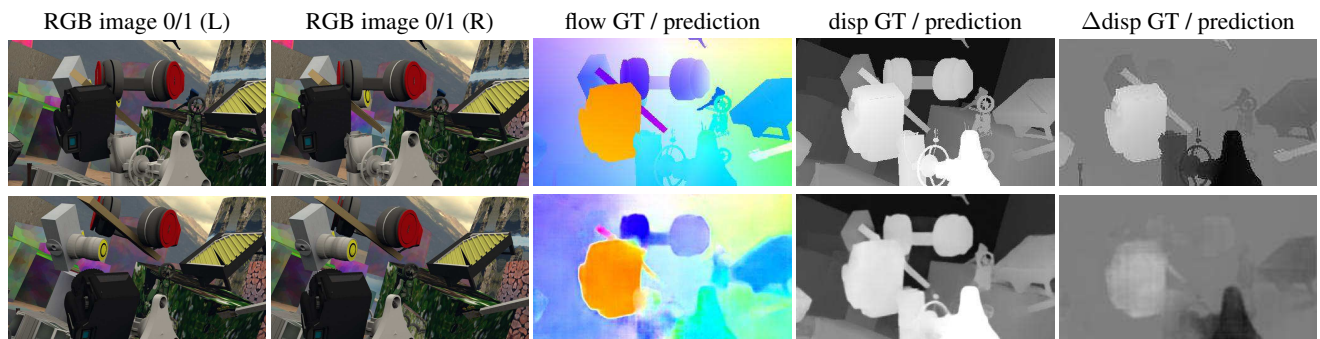 RGB image 0/1 (L) RGB image 0/1 (R) flow GT / prediction disp GT / prediction Δdisp GT / prediction